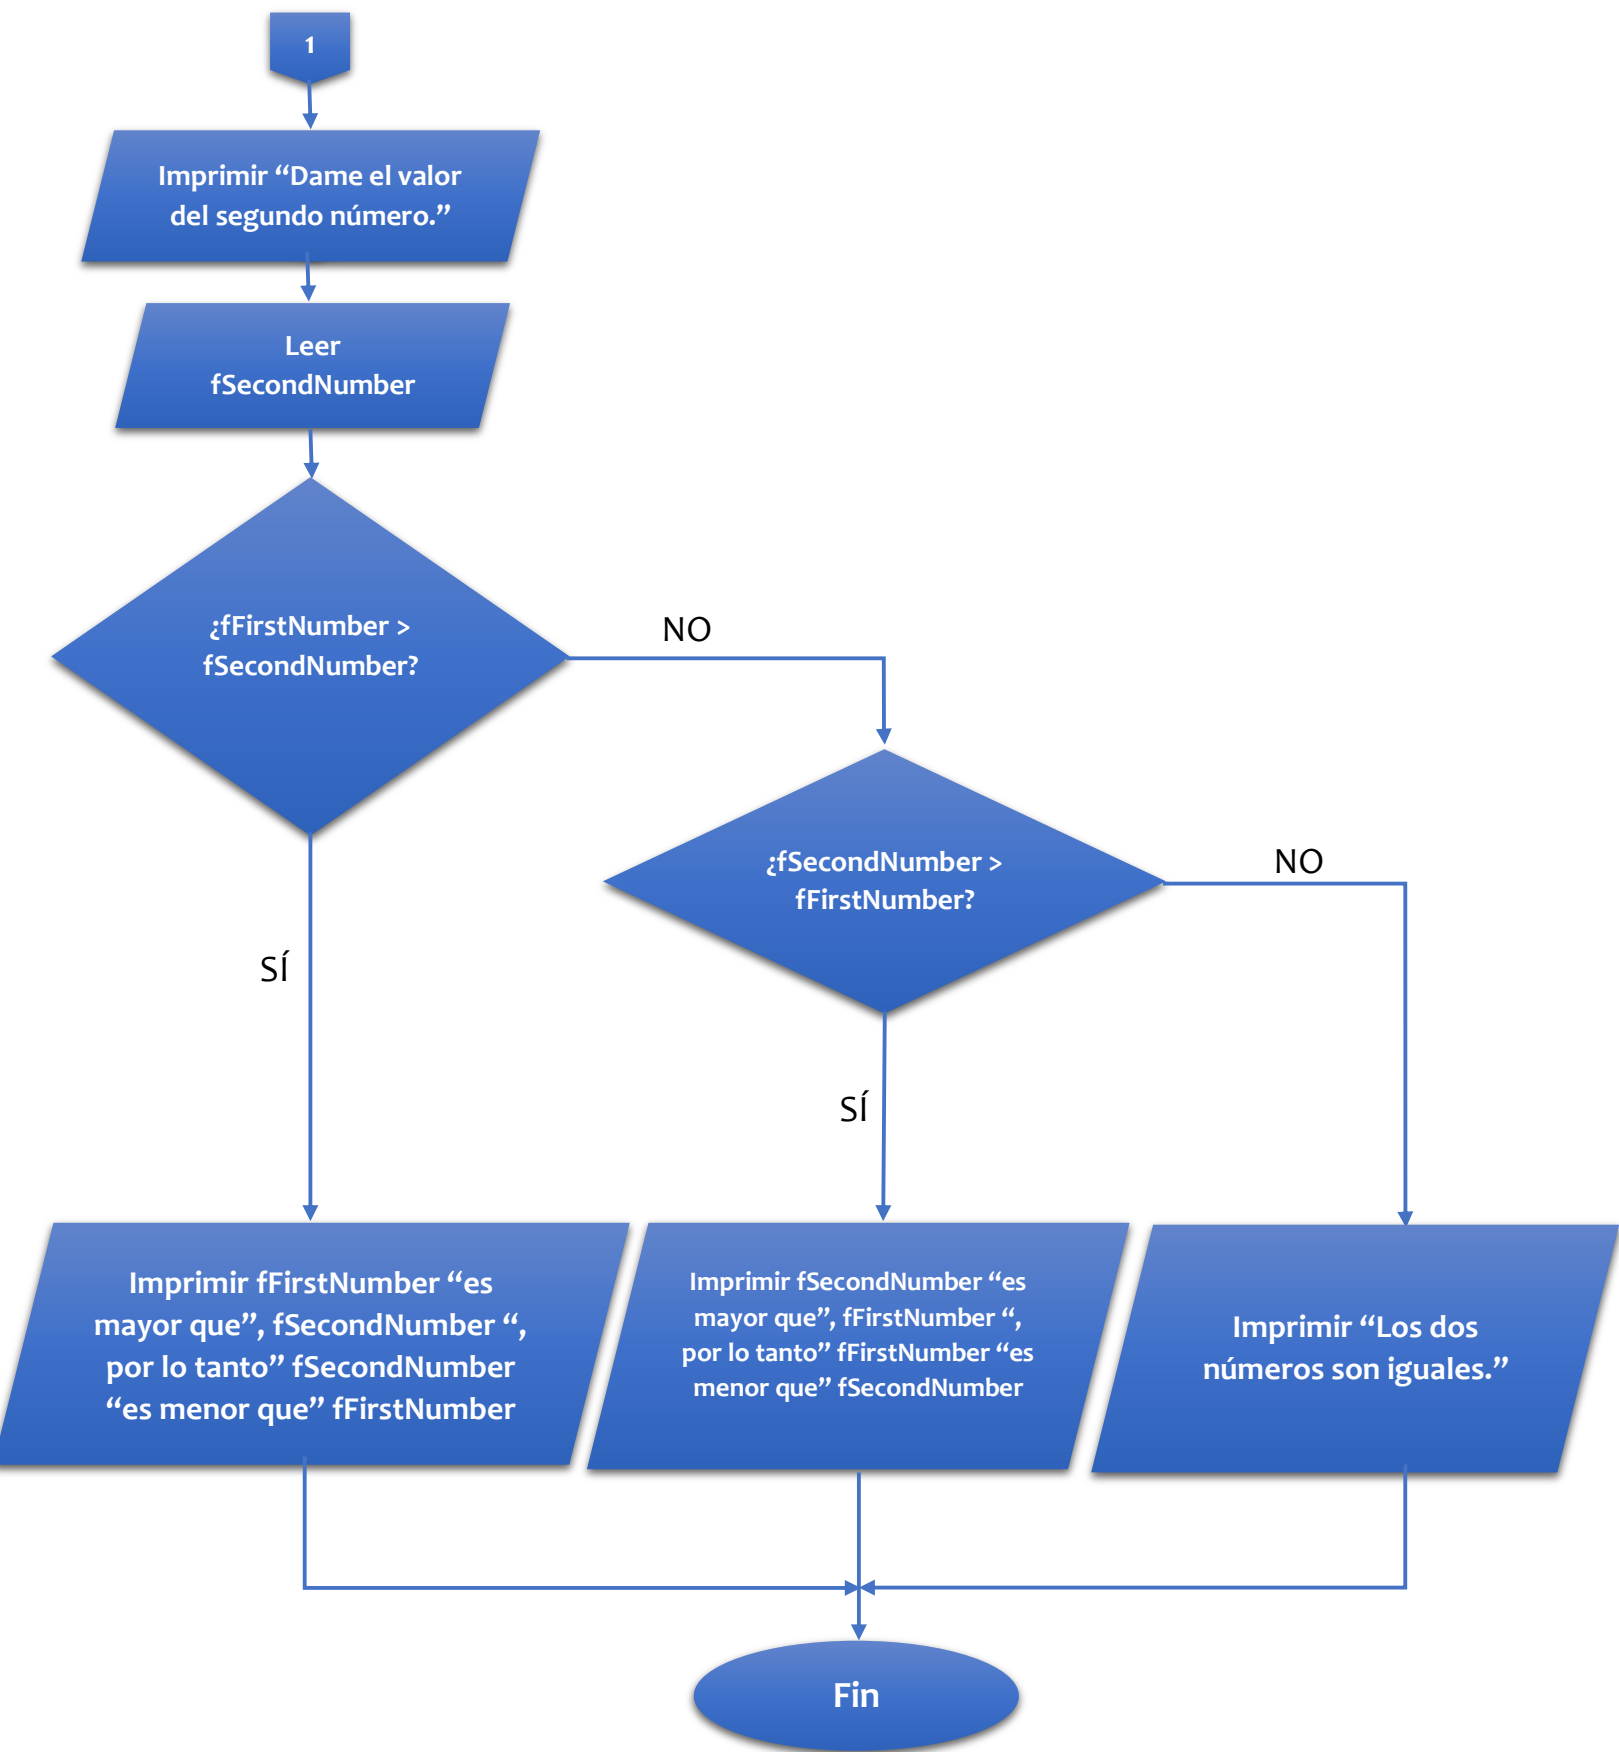 1
Imprimir “Dame el valor
del segundo número.”
Leer
fSecondNumber
¿fFirstNumber >
fSecondNumber?
NO
¿fSecondNumber >
fFirstNumber?
NO
SÍ
SÍ
Imprimir fFirstNumber “es
mayor que”, fSecondNumber “,
por lo tanto” fSecondNumber
“es menor que” fFirstNumber
Imprimir fSecondNumber “es
mayor que”, fFirstNumber “,
por lo tanto” fFirstNumber “es
menor que” fSecondNumber
Imprimir “Los dos
números son iguales.”
Fin